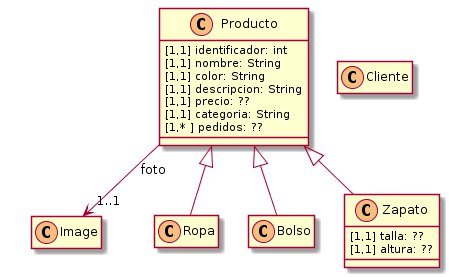 C Producto
[1,1] identificador: int
[1,1] nombre: String
[1,1] color: String
[1,1] descripcion: String
[1,1] precio: ??
[1,1] categoria: String
[1,* ] pedidos: ??
C Cliente
foto
1..1
C Image
C Ropa
C Bolso
C Zapato
[1,1] talla: ??
[1,1] altura: ??